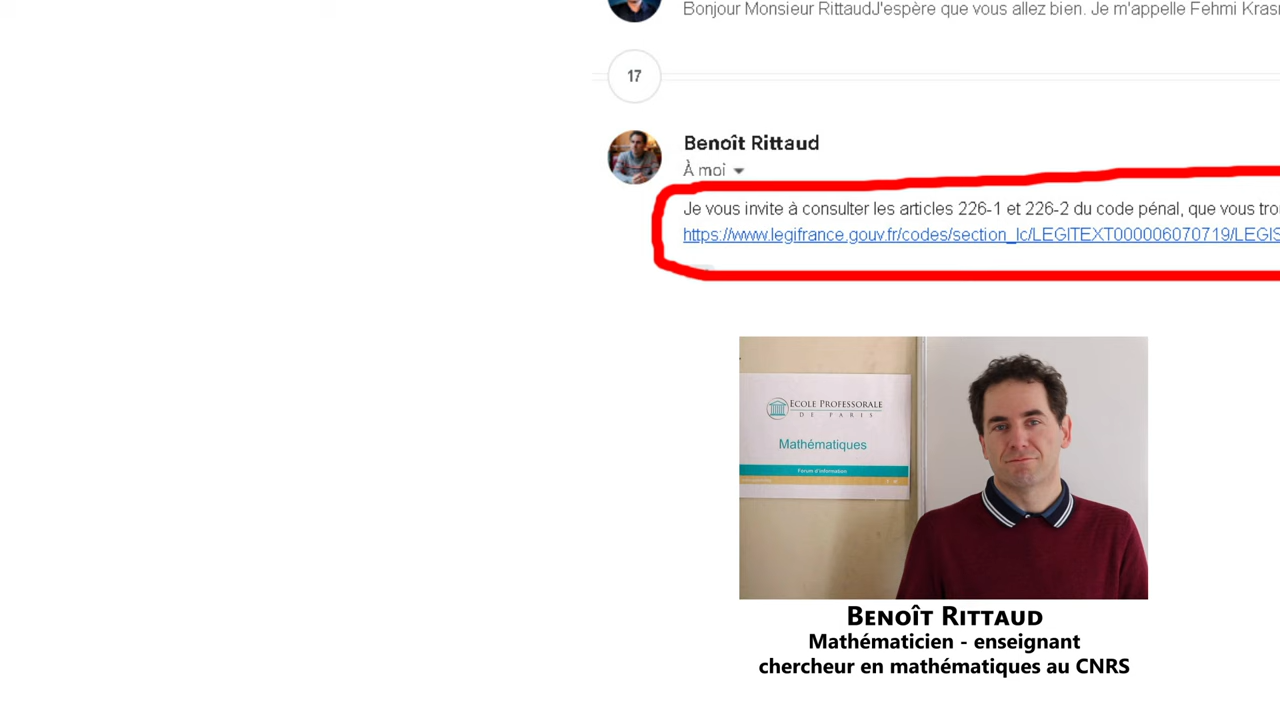 Bonjour Monsieur RittaudJ'espère que vous allez bien. Je m'appelle Fehmi
17
Benoît Rittaud
À moi
Je vous invite à consulter les articles 226-1 et 226-2 du code pénal, que vous
https://www.legifrance.gouv.fr/codes/section_lc/LEGITEXT000006070719/LEGIS
ECOLE PROFESSORALE
DE PARIS
Mathématiques
Forum d'information
BENOÎT RITTAUD
Mathématicien - enseignant
chercheur en mathématiques au CNRS